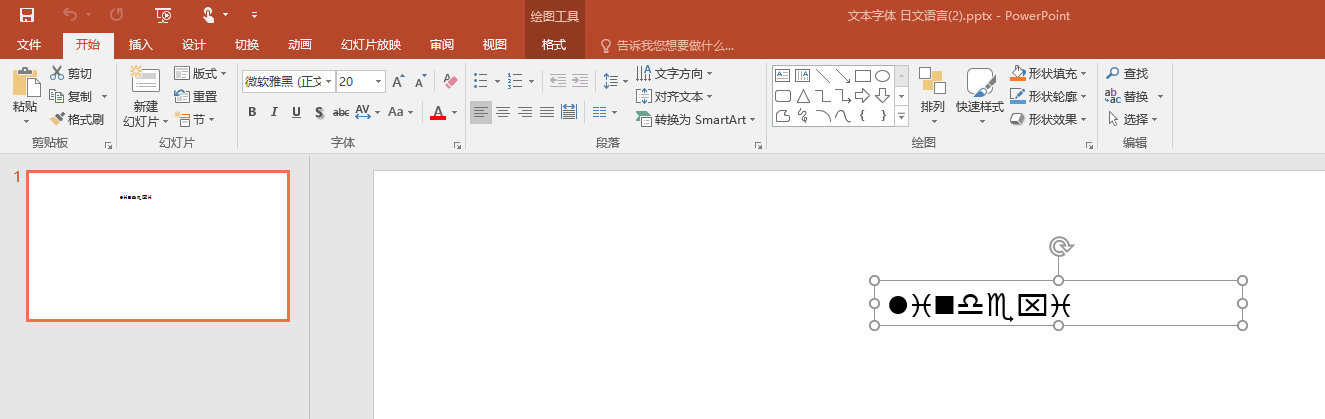 绘图工具
文本字体 日文语言(2).pptx - PowerPoint
文件 开始 插入 设计 切换 动画 幻灯片放映 审阅 视图 格式 告诉我您想要做什么...
粘贴 剪切 复制 格式刷
剪贴板
新建 幻灯片 版式 重置 节
幻灯片
微软雅黑 (正文 20 A A
B I U S abc AV Aa A
字体
文字方向 对齐文本 转换为 SmartArt
段落
排列 快速样式 形状填充 形状轮廓 形状效果
绘图
查找 替换 选择
编辑
1
●♓■♎♏⌧♓